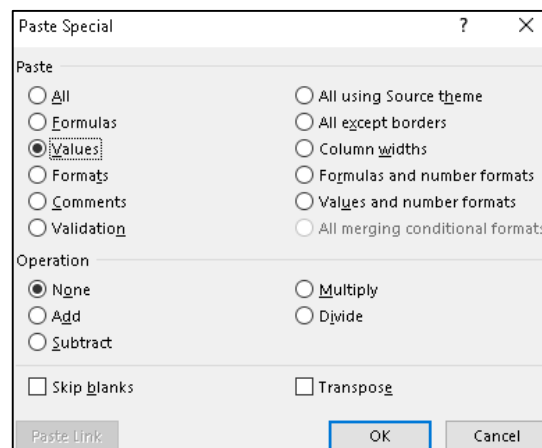 Paste Special ?
Paste
All
Formulas
Values
Formats
Comments
Validation
All using Source theme
All except borders
Column widths
Formulas and number formats
Values and number formats
All merging conditional formats
Operation
None
Add
Subtract
Multiply
Divide
Skip blanks
Transpose
Paste Link
OK
Cancel